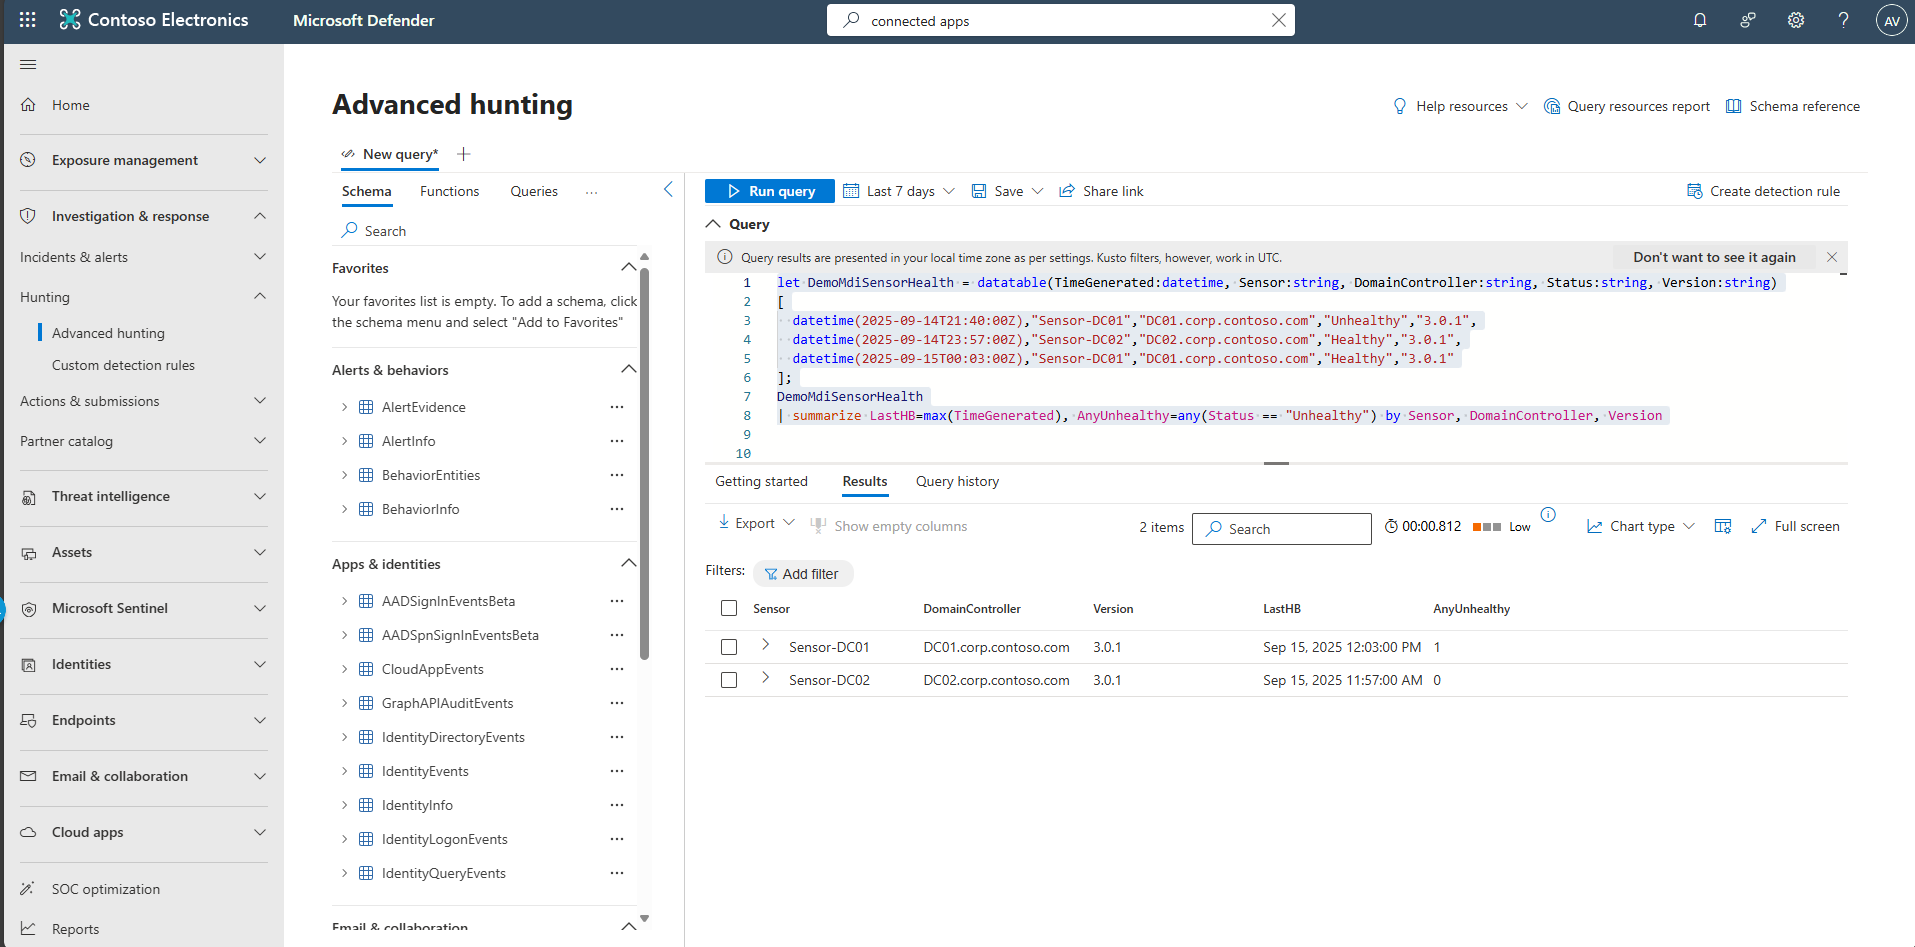 Contoso Electronics
Microsoft Defender
connected apps
AV
Home
Exposure management
Investigation & response
Incidents & alerts
Hunting
Advanced hunting
Custom detection rules
Actions & submissions
Partner catalog
Threat intelligence
Assets
Microsoft Sentinel
Identities
Endpoints
Email & collaboration
Cloud apps
SOC optimization
Reports
Advanced hunting
Help resources
Query resources report
Schema reference
New query*
Schema
Functions
Queries
Search
Favorites
Your favorites list is empty. To add a schema, click
the schema menu and select "Add to Favorites"
Alerts & behaviors
AlertEvidence
AlertInfo
BehaviorEntities
BehaviorInfo
Apps & identities
AADSignInEventsBeta
AADSpnSignInEventsBeta
CloudAppEvents
GraphAPIAuditEvents
IdentityDirectoryEvents
IdentityEvents
IdentityInfo
IdentityLogonEvents
IdentityQueryEvents
Email & collaboration
Run query
Last 7 days
Save
Share link
Create detection rule
Query
Query results are presented in your local time zone as per settings. Kusto filters, however, work in UTC.
Don't want to see it again
1 let DemoMdiSensorHealth = datatable(TimeGenerated:datetime, Sensor:string, DomainController:string, Status:string, Version:string)
2 [
3 datetime(2025-09-14T21:40:00Z),"Sensor-DC01","DC01.corp.contoso.com","Unhealthy","3.0.1",
4 datetime(2025-09-14T23:57:00Z),"Sensor-DC02","DC02.corp.contoso.com","Healthy","3.0.1",
5 datetime(2025-09-15T00:03:00Z),"Sensor-DC01","DC01.corp.contoso.com","Healthy","3.0.1"
6 ];
7 DemoMdiSensorHealth
8 | summarize LastHB=max(TimeGenerated), AnyUnhealthy=any(Status == "Unhealthy") by Sensor, DomainController, Version
9
10
Getting started
Results
Query history
Export
Show empty columns
2 items
Search
00:00.812
Low
Chart type
Full screen
Filters:
Add filter
Sensor DomainController Version LastHB AnyUnhealthy
Sensor-DC01 DC01.corp.contoso.com 3.0.1 Sep 15, 2025 12:03:00 PM 1
Sensor-DC02 DC02.corp.contoso.com 3.0.1 Sep 15, 2025 11:57:00 AM 0